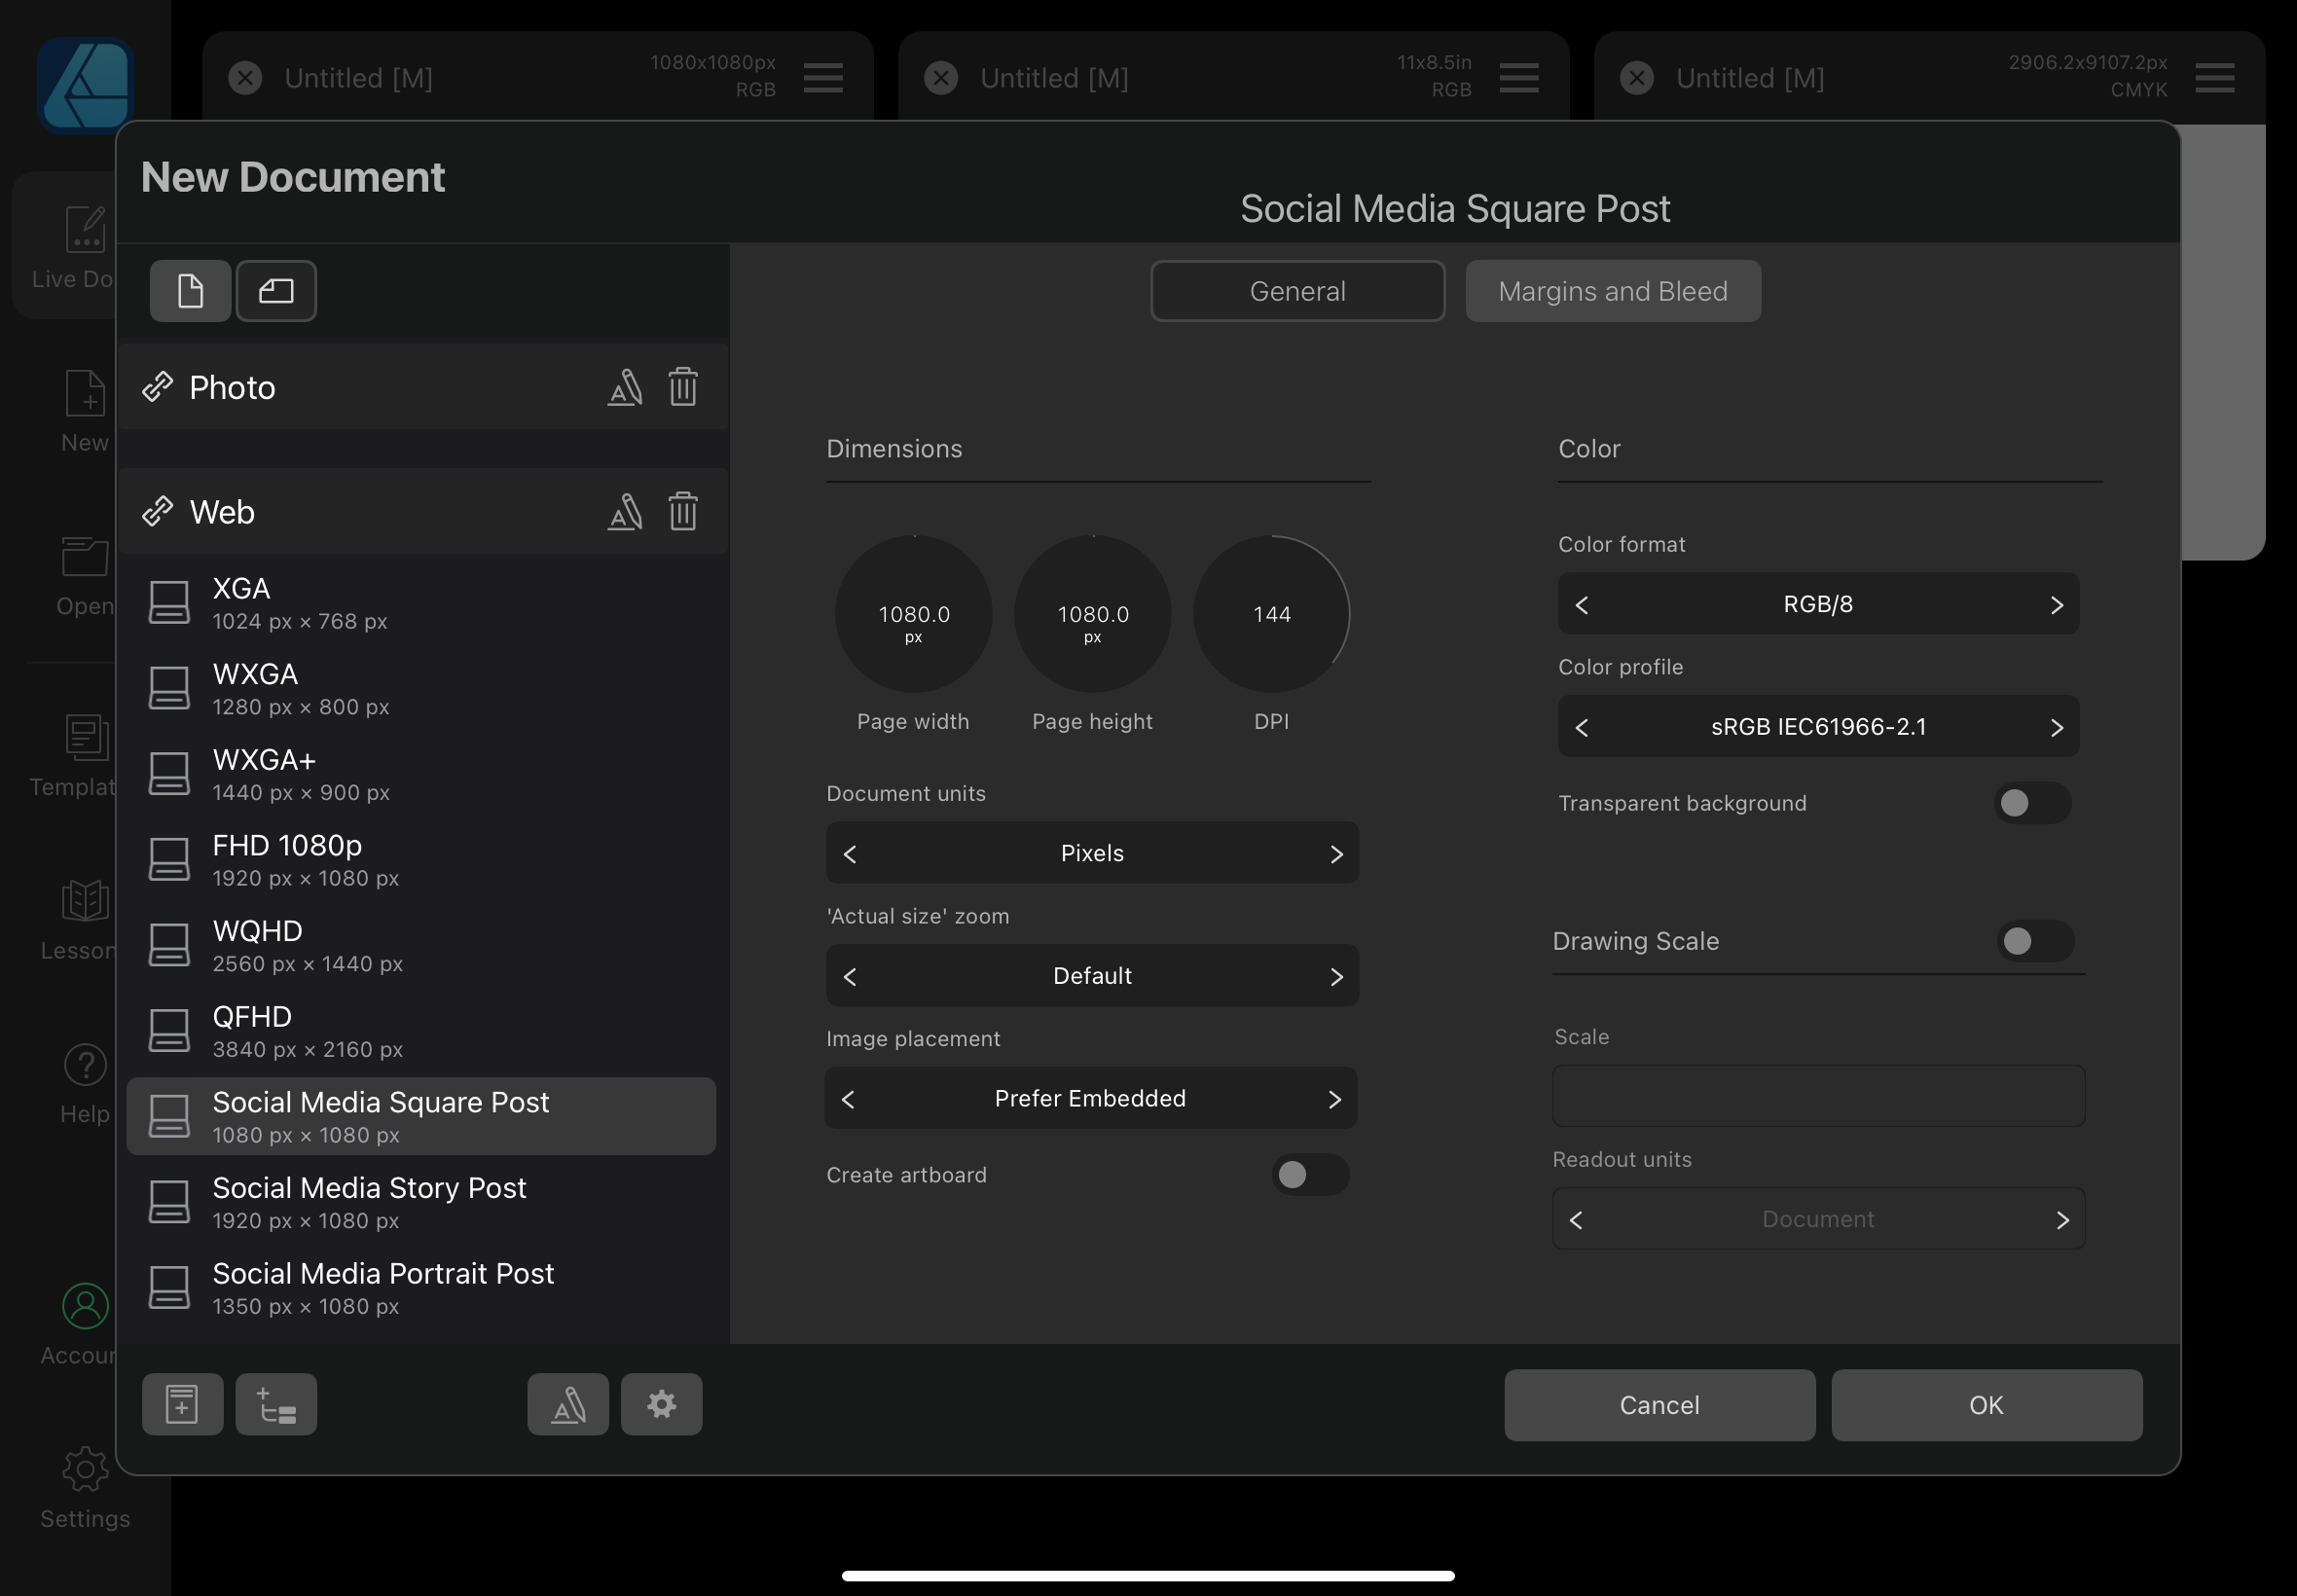 Untitled [M]
1080x1080px
RGB
Untitled [M]
11x8.5in
RGB
Untitled [M]
2906.2x9107.2px
CMYK
Live Do
New
Open
Templat
Lesson
Help
Accour
Settings
New Document
Social Media Square Post
General
Margins and Bleed
Photo
Web
XGA
1024 px × 768 px
WXGA
1280 px × 800 px
WXGA+
1440 px × 900 px
FHD 1080p
1920 px × 1080 px
WQHD
2560 px × 1440 px
QFHD
3840 px × 2160 px
Social Media Square Post
1080 px × 1080 px
Social Media Story Post
1920 px × 1080 px
Social Media Portrait Post
1350 px × 1080 px
Dimensions
1080.0
px
Page width
1080.0
px
Page height
144
DPI
Document units
Pixels
'Actual size' zoom
Default
Image placement
Prefer Embedded
Create artboard
Color
Color format
RGB/8
Color profile
sRGB IEC61966-2.1
Transparent background
Drawing Scale
Scale
Readout units
Document
Cancel
OK